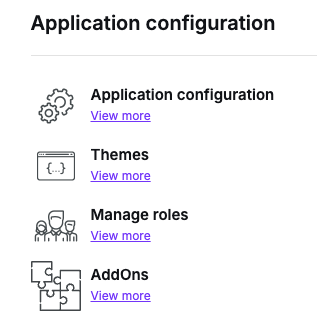 Application configuration
Application configuration
View more
{...}
Themes
View more
Manage roles
View more
AddOns
View more